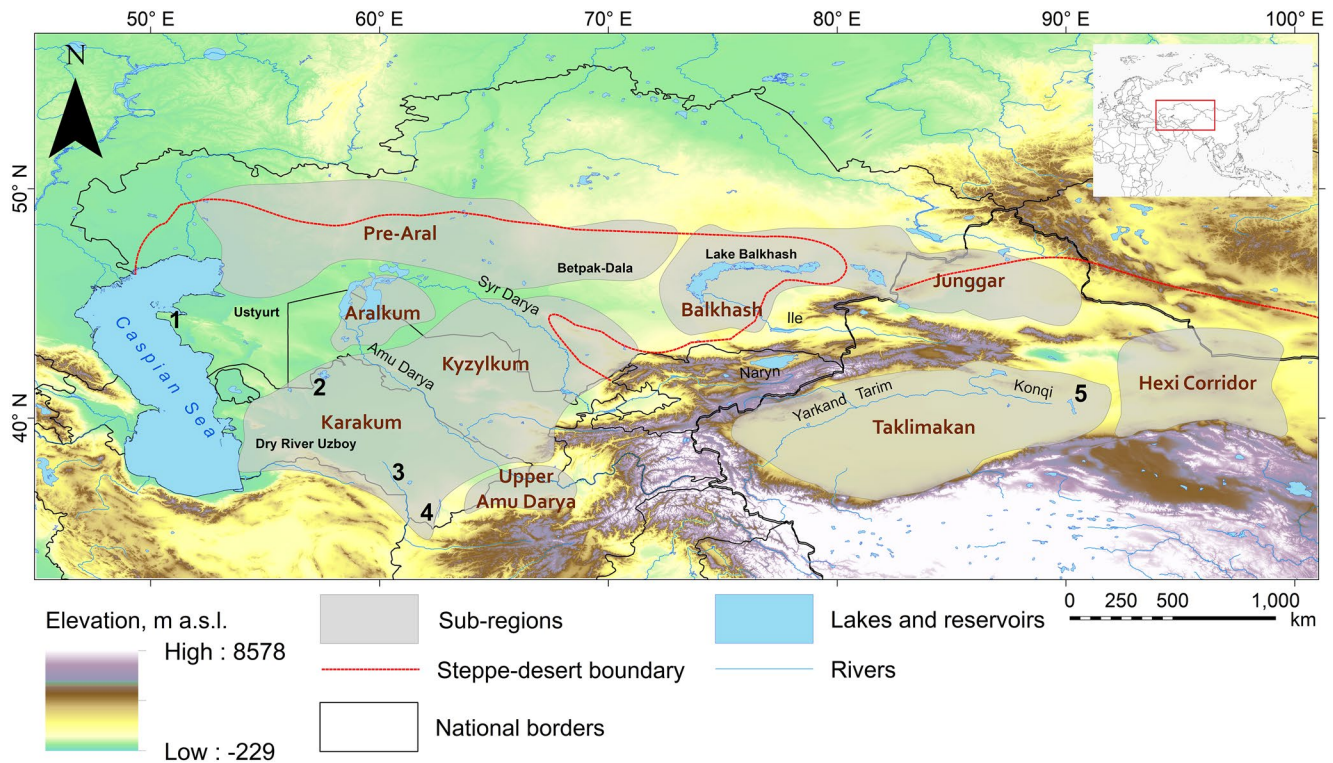 50° E
60° E
70° E
80° E
90° E
100° E
N
50° N
40° N
Pre-Aral
Betpak-Dala
Lake Balkhash
Balkhash
Junggar
Syr Darya
Ustyurt
Aralkum
Ile
1
Caspian Sea
Amu Darya
Kyzylkum
Naryn
2
Konqi
5
Hexi Corridor
Yarkand
Tarim
Karakum
Taklimakan
Dry River Uzboy
3
Upper
Amu Darya
4
Elevation, m a.s.l.
High : 8578
Low : -229
Sub-regions
Steppe-desert boundary
National borders
Lakes and reservoirs
Rivers
0 250 500 1,000
km